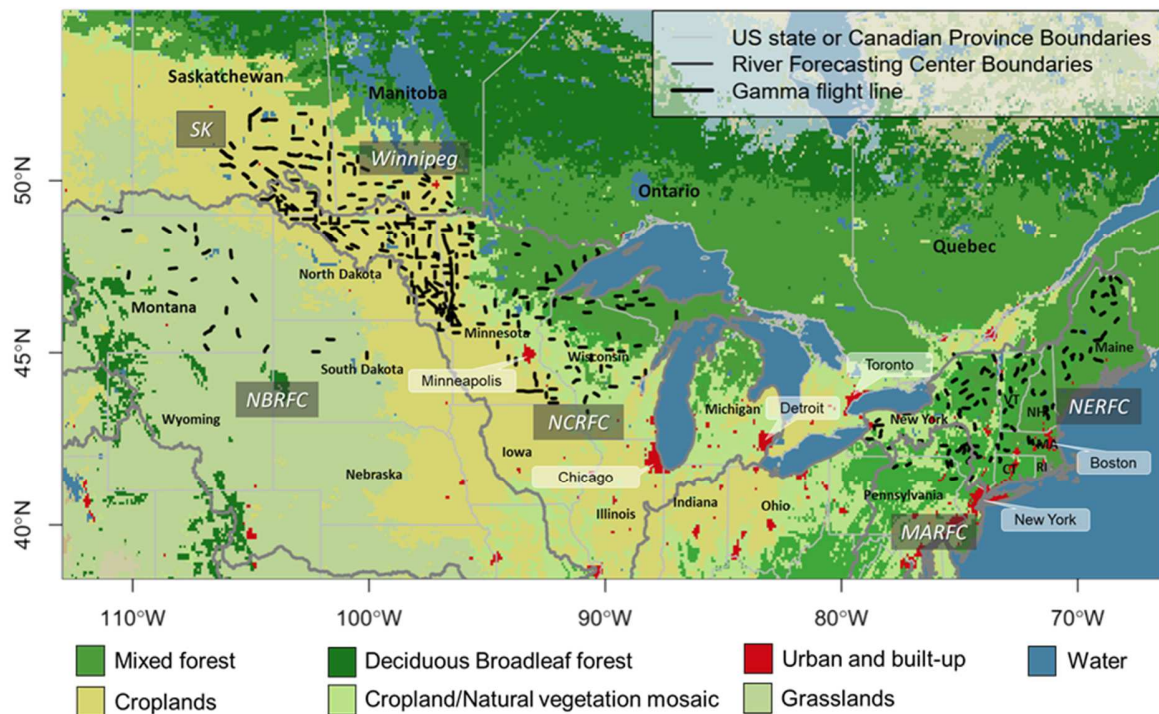 US state or Canadian Province Boundaries
River Forecasting Center Boundaries
Gamma flight line
Saskatchewan
Manitoba
SK
Winnipeg
50°N
Ontario
Quebec
North Dakota
Montana
Minnesota
Maine
45°N
Wisconsin
South Dakota
Toronto
Minneapolis
VT
NBRFC
Michigan
Detroit
NH
NERFC
Wyoming
NCRFC
New York
MA
Iowa
Boston
Nebraska
Chicago
CT
RI
Indiana
Pennsylvania
Illinois
Ohio
New York
40°N
MARFC
110°W
100°W
90°W
80°W
70°W
Mixed forest
Deciduous Broadleaf forest
Urban and built-up
Water
Croplands
Cropland/Natural vegetation mosaic
Grasslands